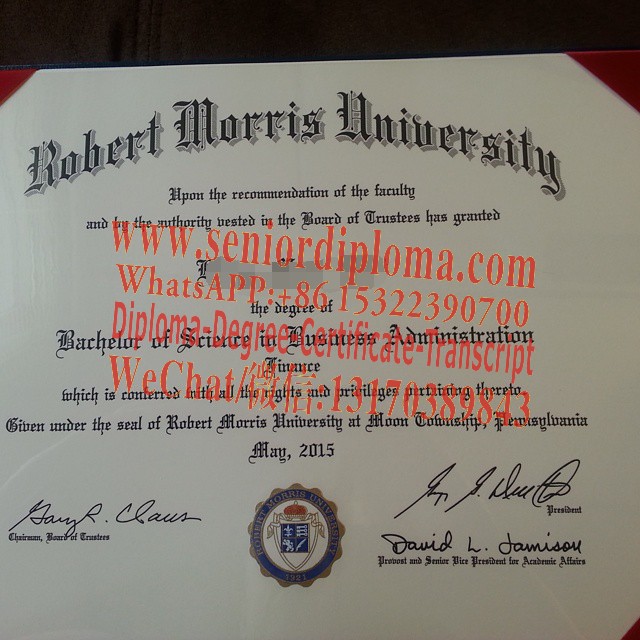 Robert Morris University
Upon the recommendation of the faculty
and by the authority vested in the Board of Trustees has granted
www.seniordiploma.com
WhatsAPP:+86 15322390700
the degree of
Diploma-Degree-Certificate-Transcript
Bachelor of Science in Business Administration
Finance
WeChat/微信:13170389843
which is conferred with all the rights and privileges pertaining thereto.
Given under the seal of Robert Morris University at Moon Township, Pennsylvania
May, 2015
Gary R. Claus
Chairman, Board of Trustees
President
David L. Jamison
Provost and Senior Vice President for Academic Affairs
ROBERT MORRIS UNIVERSITY
1921